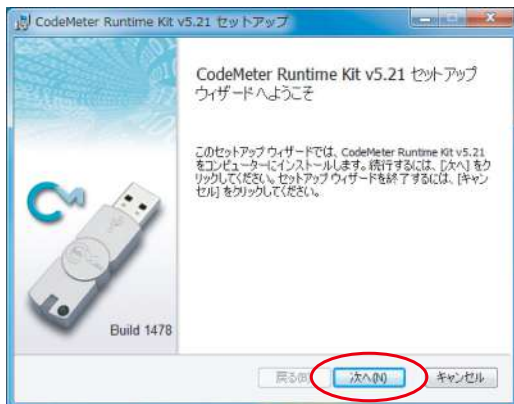 CodeMeter Runtime Kit v5.21 セットアップ
CodeMeter Runtime Kit v5.21 セットアップ
ウィザードへようこそ
このセットアップ ウィザードでは、CodeMeter Runtime Kit v5.21
をコンピューターにインストールします。続行するには、[次へ] をク
リックしてください。セットアップ ウィザードを終了するには、[キャン
セル] をクリックしてください。
Build 1478
戻る(B)
次へ(N)
キャンセル